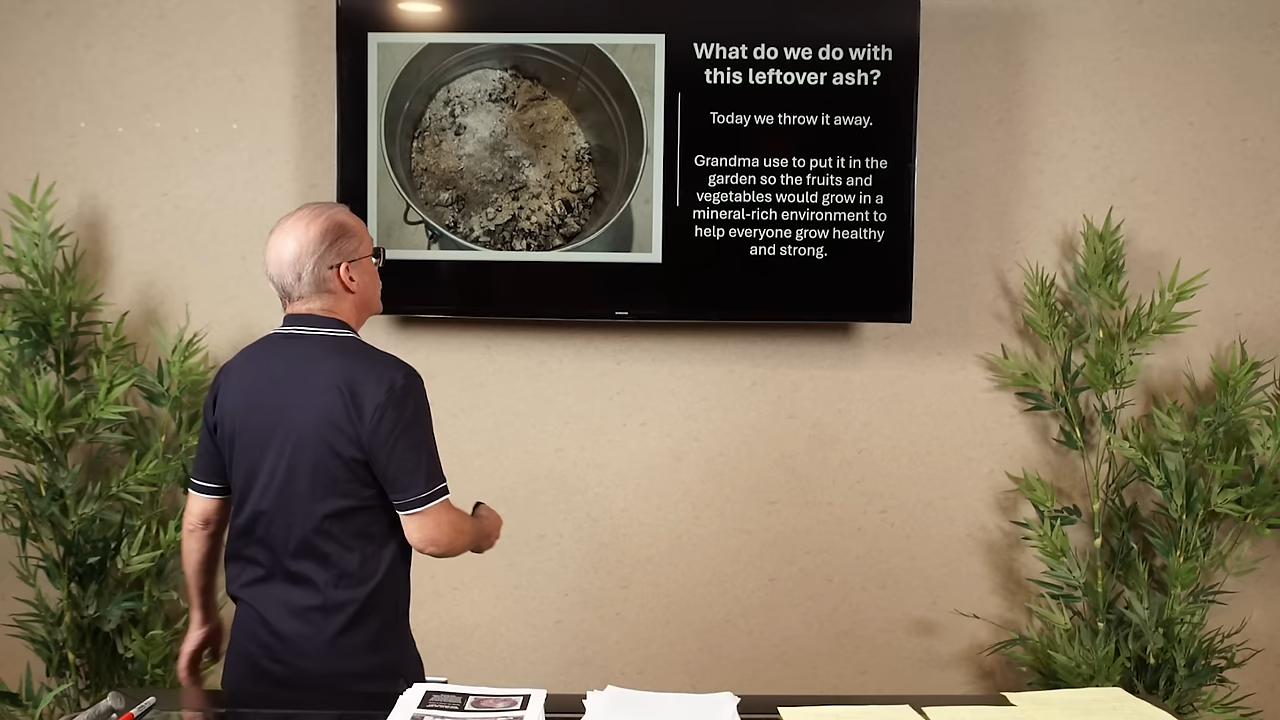 What do we do with
this leftover ash?
Today we throw it away.
Grandma use to put it in the
garden so the fruits and
vegetables would grow in a
mineral-rich environment to
help everyone grow healthy
and strong.
SAMSUNG